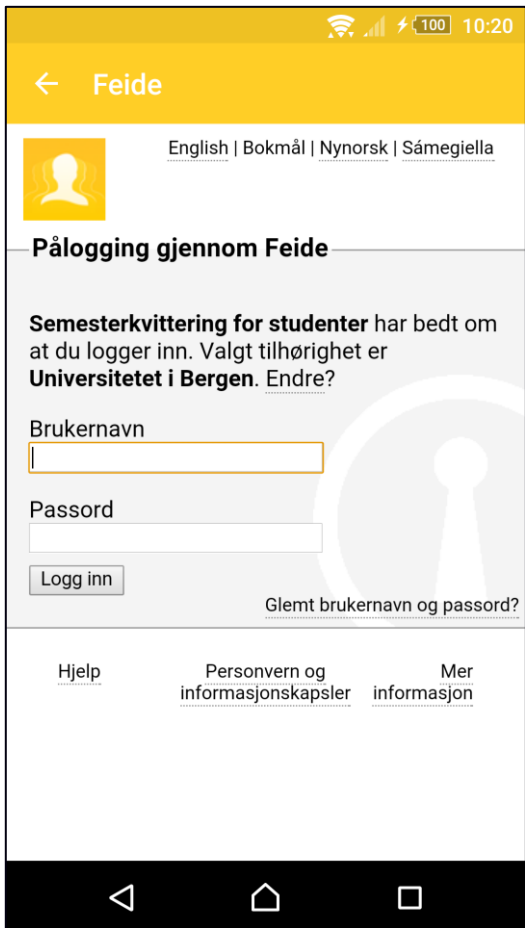 100 10:20
Feide
English | Bokmål | Nynorsk | Sámegiella
Pålogging gjennom Feide
Semesterkvittering for studenter har bedt om
at du logger inn. Valgt tilhørighet er
Universitetet i Bergen. Endre?
Brukernavn
Passord
Logg inn
Glemt brukernavn og passord?
Hjelp
Personvern og
informasjonskapsler
Mer
informasjon